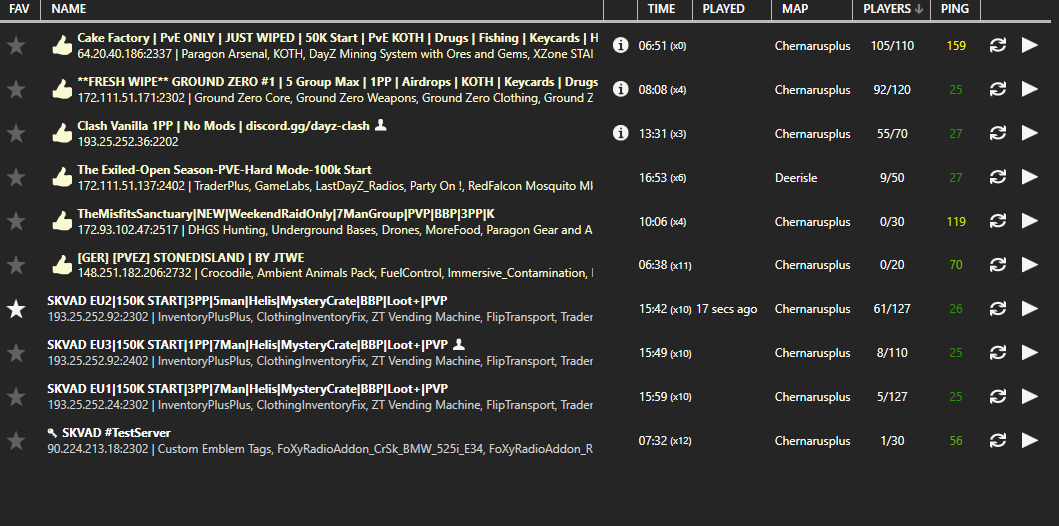 FAV NAME TIME PLAYED MAP PLAYERS PING
Cake Factory | PvE ONLY | JUST WIPED | 50K Start | PvE KOTH | Drugs | Fishing | Keycards | H
64.20.40.186:2337 | Paragon Arsenal, KOTH, DayZ Mining System with Ores and Gems, XZone STAI
06:51 (x0) Chernarusplus 105/110 159
**FRESH WIPE** GROUND ZERO #1 | 5 Group Max | 1PP | Airdrops | KOTH | Keycards | Drugs
172.111.51.171:2302 | Ground Zero Core, Ground Zero Weapons, Ground Zero Clothing, Ground Z
08:08 (x4) Chernarusplus 92/120 25
Clash Vanilla 1PP | No Mods | discord.gg/dayz-clash
193.25.252.36:2202
13:31 (x3) Chernarusplus 55/70 27
The Exiled-Open Season-PVE-Hard Mode-100k Start
172.111.51.137:2402 | TraderPlus, GameLabs, LastDayZ_Radios, Party On !, RedFalcon Mosquito MI
16:53 (x6) Deerisle 9/50 27
TheMisfitsSanctuary|NEW|WeekendRaidOnly|7ManGroup|PVP|BBP|3PP|K
172.93.102.47:2517 | DHGS Hunting, Underground Bases, Drones, MoreFood, Paragon Gear and A
10:06 (x4) Chernarusplus 0/30 119
[GER] [PVEZ] STONEDISLAND | BY JTWE
148.251.182.206:2732 | Crocodile, Ambient Animals Pack, FuelControl, Immersive_Contamination, I
06:38 (x11) Chernarusplus 0/20 70
SKVAD EU2|150K START|3PP|5man|Helis|MysteryCrate|BBP|Loot+|PVP
193.25.252.92:2302 | InventoryPlusPlus, ClothingInventoryFix, ZT Vending Machine, FlipTransport, Trader
15:42 (x10) 17 secs ago Chernarusplus 61/127 26
SKVAD EU3|150K START|1PP|7Man|Helis|MysteryCrate|BBP|Loot+|PVP
193.25.252.92:2402 | InventoryPlusPlus, ClothingInventoryFix, ZT Vending Machine, FlipTransport, Trader
15:49 (x10) Chernarusplus 8/110 25
SKVAD EU1|150K START|3PP|7Man|Helis|MysteryCrate|BBP|Loot+|PVP
193.25.252.24:2302 | InventoryPlusPlus, ClothingInventoryFix, ZT Vending Machine, FlipTransport, Trader
15:59 (x10) Chernarusplus 5/127 25
SKVAD #TestServer
90.224.213.18:2302 | Custom Emblem Tags, FoXyRadioAddon_CrSk_BMW_525i_E34, FoXyRadioAddon_R
07:32 (x12) Chernarusplus 1/30 56